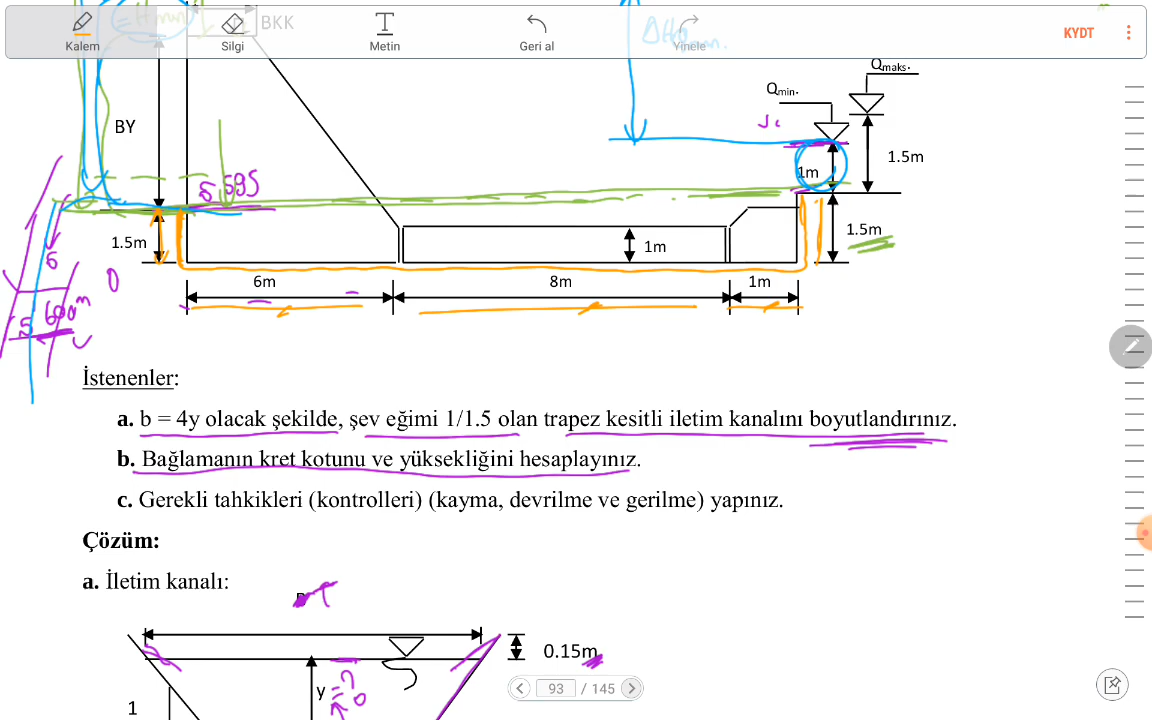 BKK
Kalem
Silgi
Metin
Geri al
Yinele
KYDT
Qmaks.
Qmin.
BY
1.5m
1m
595
1.5m
1.5m
1m
6m
8m
1m
İstenenler:
a. b = 4y olacak şekilde, şev eğimi 1/1.5 olan trapez kesitli iletim kanalını boyutlandırınız.
b. Bağlamanın kret kotunu ve yüksekliğini hesaplayınız.
c. Gerekli tahkikleri (kontrolleri) (kayma, devrilme ve gerilme) yapınız.
Çözüm:
a. İletim kanalı:
T
0.15m
y = ?
1
93 / 145